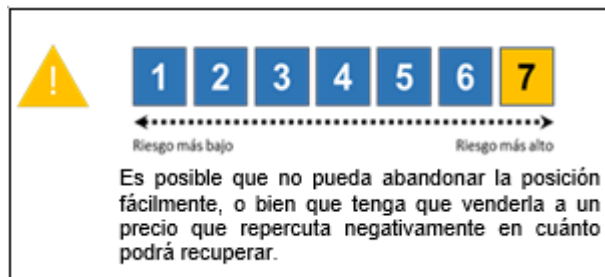 !
1 2 3 4 5 6 7
Riesgo más bajo Riesgo más alto
Es posible que no pueda abandonar la posición
fácilmente, o bien que tenga que venderla a un
precio que repercuta negativamente en cuánto
podrá recuperar.